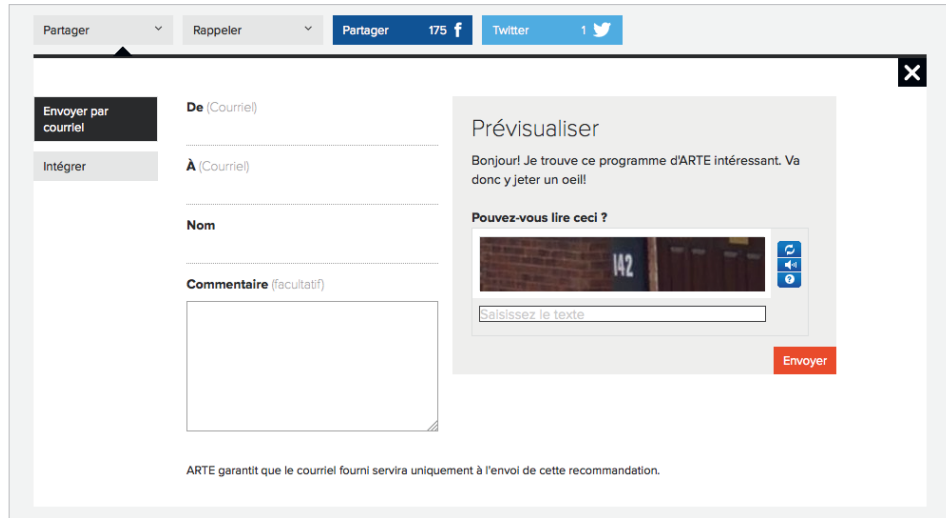 Partager
Rappeler
Partager 175 f
Twitter 1
Envoyer par
courriel
Intégrer
De (Courriel)
À (Courriel)
Nom
Commentaire (facultatif)
Prévisualiser
Bonjour! Je trouve ce programme d'ARTE intéressant. Va
donc y jeter un oeil!
Pouvez-vous lire ceci ?
142
Saisissez le texte
Envoyer
ARTE garantit que le courriel fourni servira uniquement à l'envoi de cette recommandation.